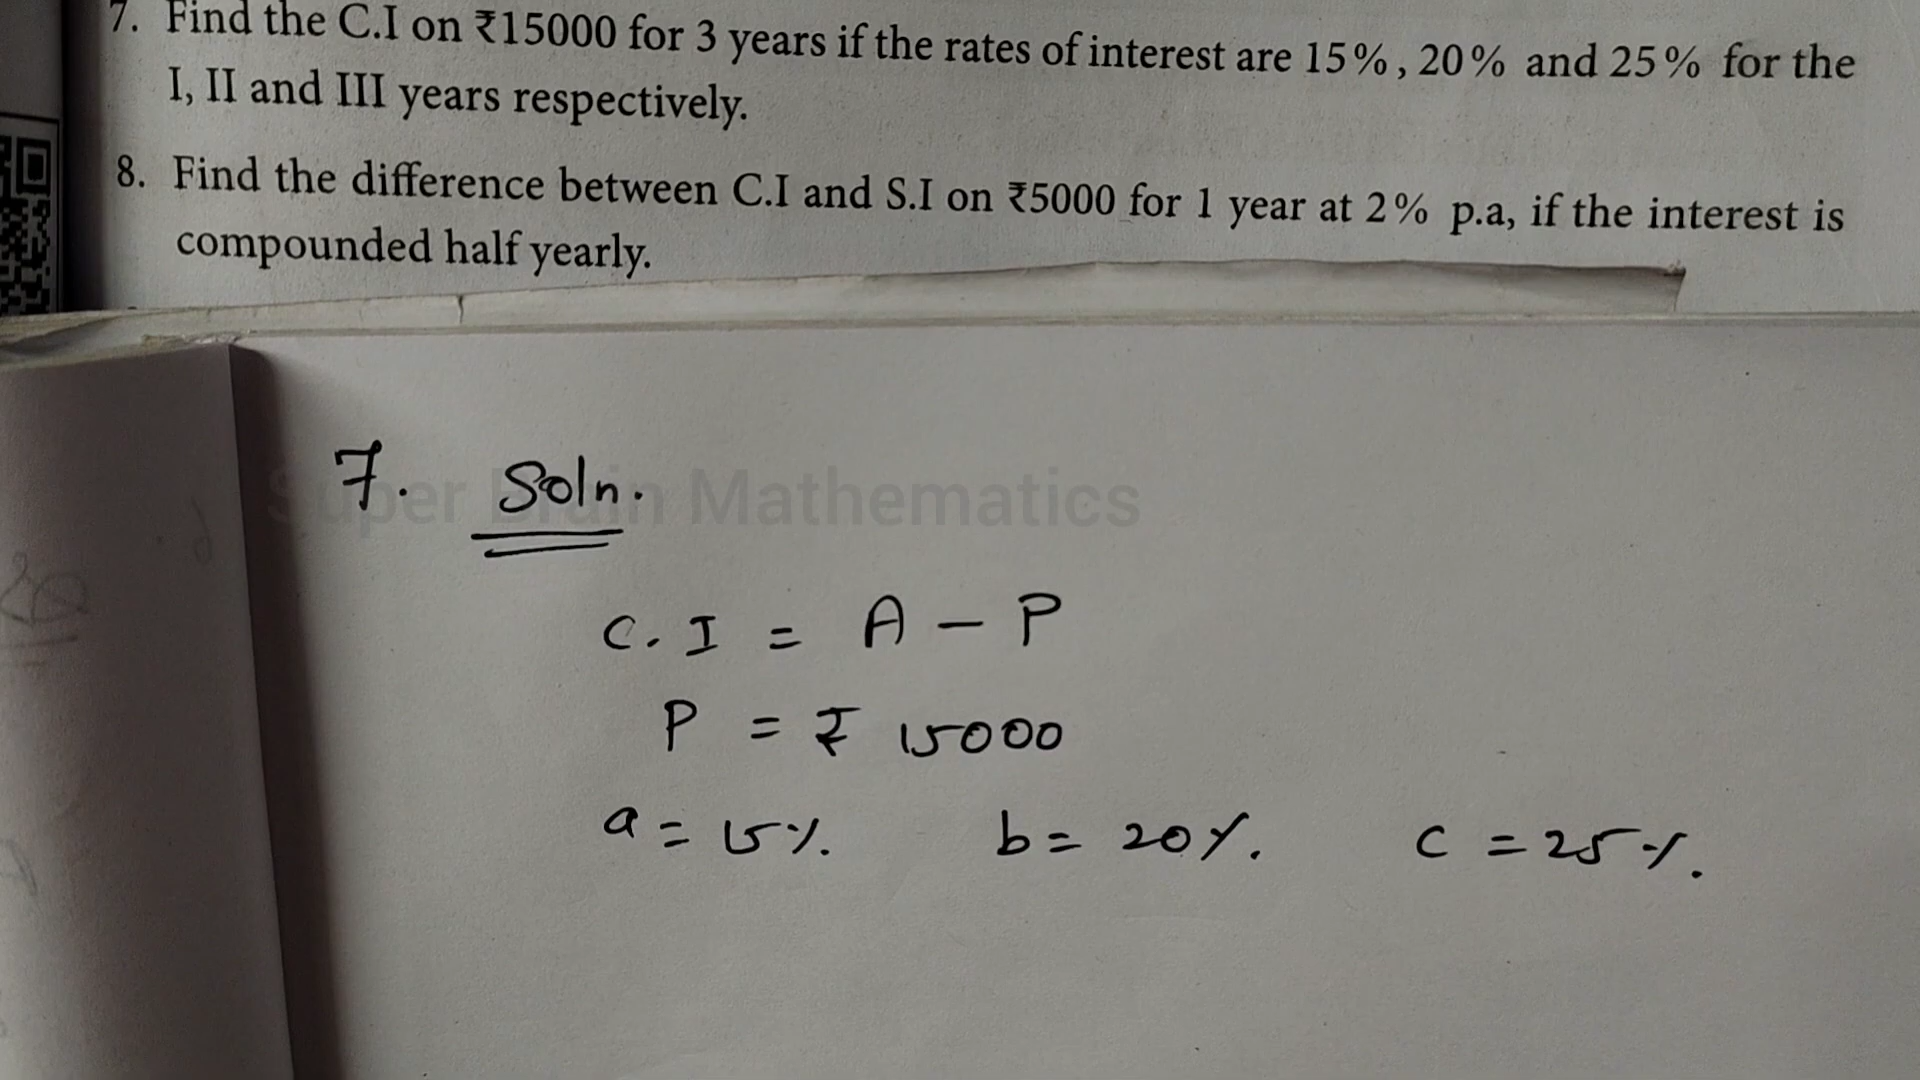 7. Find the C.I on ₹15000 for 3 years if the rates of interest are 15%, 20% and 25% for the
I, II and III years respectively.
8. Find the difference between C.I and S.I on ₹5000 for 1 year at 2% p.a, if the interest is
compounded half yearly.
Super Brain Mathematics
7. Soln.
C.I = A - P
P = ₹ 15000
a = 15%. b = 20%. c = 25%.